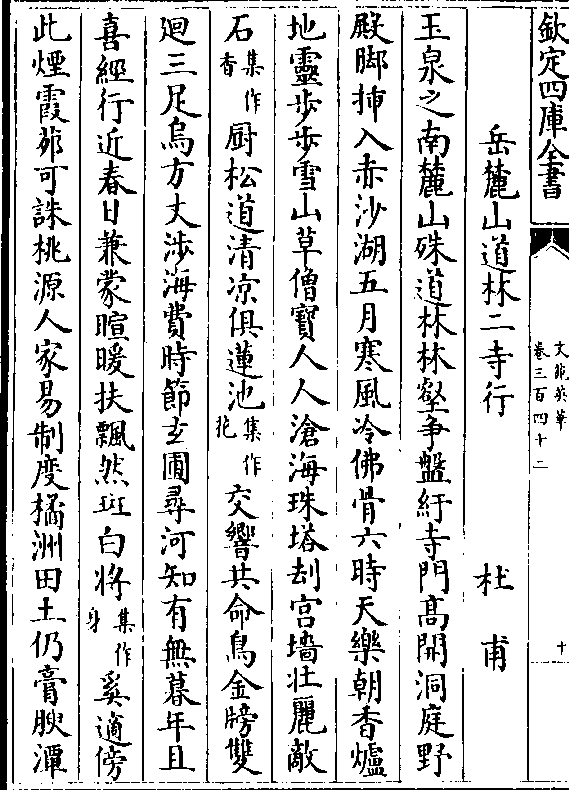 欽定四庫全書
文苑英華
卷三百四十二
十
岳麓山道林二寺行 杜甫
玉泉之南麓山殊道林林壑争盤紆寺門髙開洞庭野
殿脚揷入赤沙湖五月寒風冷佛骨六時天樂朝香爐
地靈步步雪山草僧寳人人滄海珠塔刦宫墻壯麗敵
石集作香厨松道清凉俱蓮池集作花交響共命鳥金牓雙
廻三足烏方丈涉海費時節玄圃尋河知有無暮年且
喜經行近春日兼蒙暄暖扶飄然斑白將集作身奚適傍
此煙霞茆可誅桃源人家易制度橘洲田土仍膏腴潭